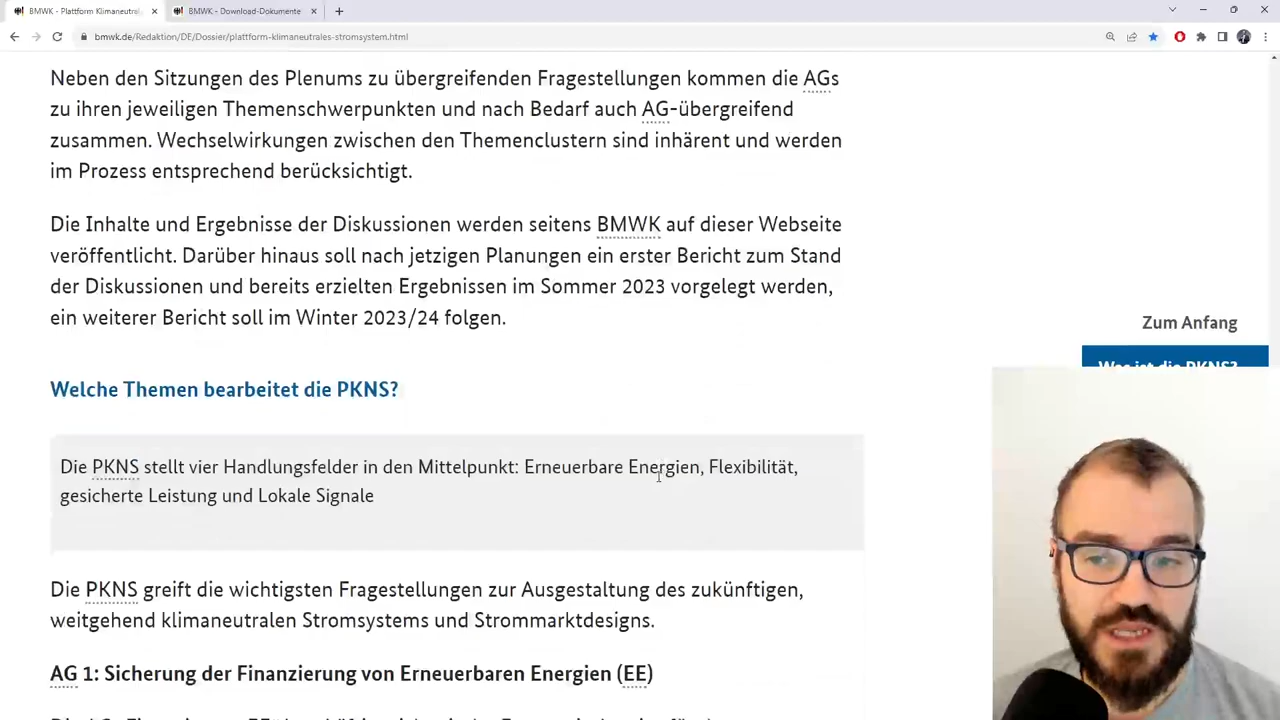 BMWK - Plattform Klimaneutral
BMWK - Download-Dokumente
bmwk.de/Redaktion/DE/Dossier/plattform-klimaneutrales-stromsystem.html
Neben den Sitzungen des Plenums zu übergreifenden Fragestellungen kommen die AGs
zu ihren jeweiligen Themenschwerpunkten und nach Bedarf auch AG-übergreifend
zusammen. Wechselwirkungen zwischen den Themenclustern sind inhärent und werden
im Prozess entsprechend berücksichtigt.
Die Inhalte und Ergebnisse der Diskussionen werden seitens BMWK auf dieser Webseite
veröffentlicht. Darüber hinaus soll nach jetzigen Planungen ein erster Bericht zum Stand
der Diskussionen und bereits erzielten Ergebnissen im Sommer 2023 vorgelegt werden,
ein weiterer Bericht soll im Winter 2023/24 folgen.
Zum Anfang
Was ist die PKNS?
Welche Themen bearbeitet die PKNS?
Die PKNS stellt vier Handlungsfelder in den Mittelpunkt: Erneuerbare Energien, Flexibilität,
gesicherte Leistung und Lokale Signale
Die PKNS greift die wichtigsten Fragestellungen zur Ausgestaltung des zukünftigen,
weitgehend klimaneutralen Stromsystems und Strommarktdesigns.
AG 1: Sicherung der Finanzierung von Erneuerbaren Energien (EE)